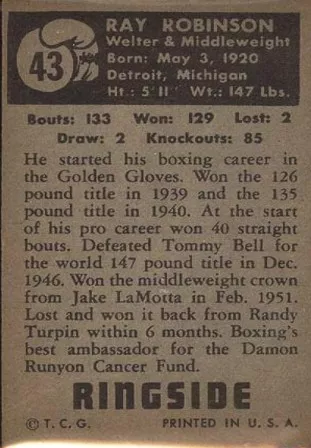 43
RAY ROBINSON
Welter & Middleweight
Born: May 3, 1920
Detroit, Michigan
Ht.: 5' 11" Wt.: 147 Lbs.
Bouts: 133 Won: 129 Lost: 2
Draw: 2 Knockouts: 85
He started his boxing career in
the Golden Gloves. Won the 126
pound title in 1939 and the 135
pound title in 1940. At the start
of his pro career won 40 straight
bouts. Defeated Tommy Bell for
the world 147 pound title in Dec.
1946. Won the middleweight crown
from Jake LaMotta in Feb. 1951.
Lost and won it back from Randy
Turpin within 6 months. Boxing's
best ambassador for the Damon
Runyon Cancer Fund.
RINGSIDE
© T. C. G. PRINTED IN U. S. A.